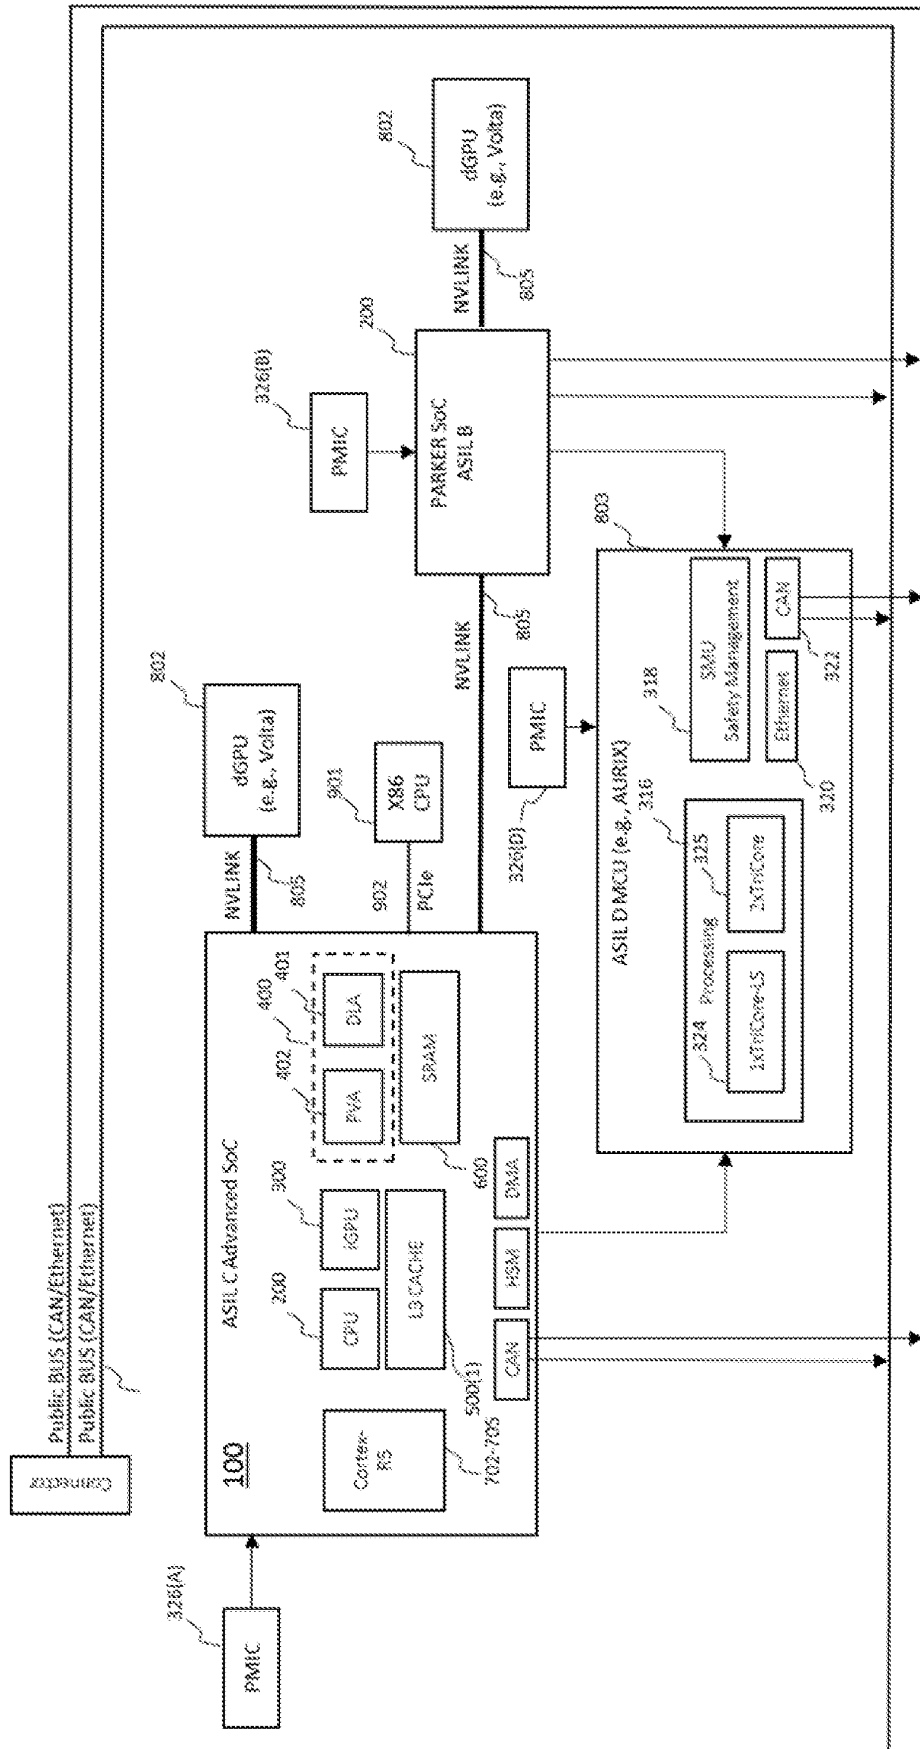 Connector
Public BUS (CAN/Ethernet)
Public BUS (CAN/Ethernet)
326(A)
PMIC
ASIL C Advanced SoC
100
Cortex-
R5
702-705
200
CPU
300
iGPU
L3 CACHE
500(1)
402
400
401
PVA
DLA
SRAM
600
CAN
HSM
DMA
NVLINK
805
802
dGPU
(e.g., Volta)
902
PCIe
901
X86
CPU
NVLINK
805
326(B)
PMIC
200
PARKER SoC
ASIL B
NVLINK
805
802
dGPU
(e.g., Volta)
326(D)
PMIC
803
ASIL D MCU (e.g., AURIX)
316
324
Processing
325
1xTriCore-LS
2xTriCore
318
SMU
Safety Management
Ethernet
CAN
320
322